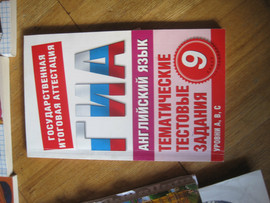 ГОСУДАРСТВЕННАЯ
ИТОГОВАЯ АТТЕСТАЦИЯ
ГИА
АНГЛИЙСКИЙ ЯЗЫК
ТЕМАТИЧЕСКИЕ
ТЕСТОВЫЕ
ЗАДАНИЯ
9
УРОВНИ А, В, С